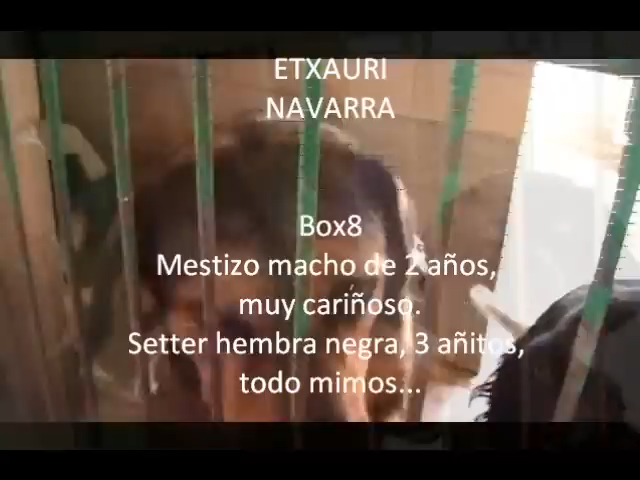 ETXAURI
NAVARRA
Box8
Mestizo macho de 2 años,
muy cariñoso.
Setter hembra negra, 3 añitos,
todo mimos...